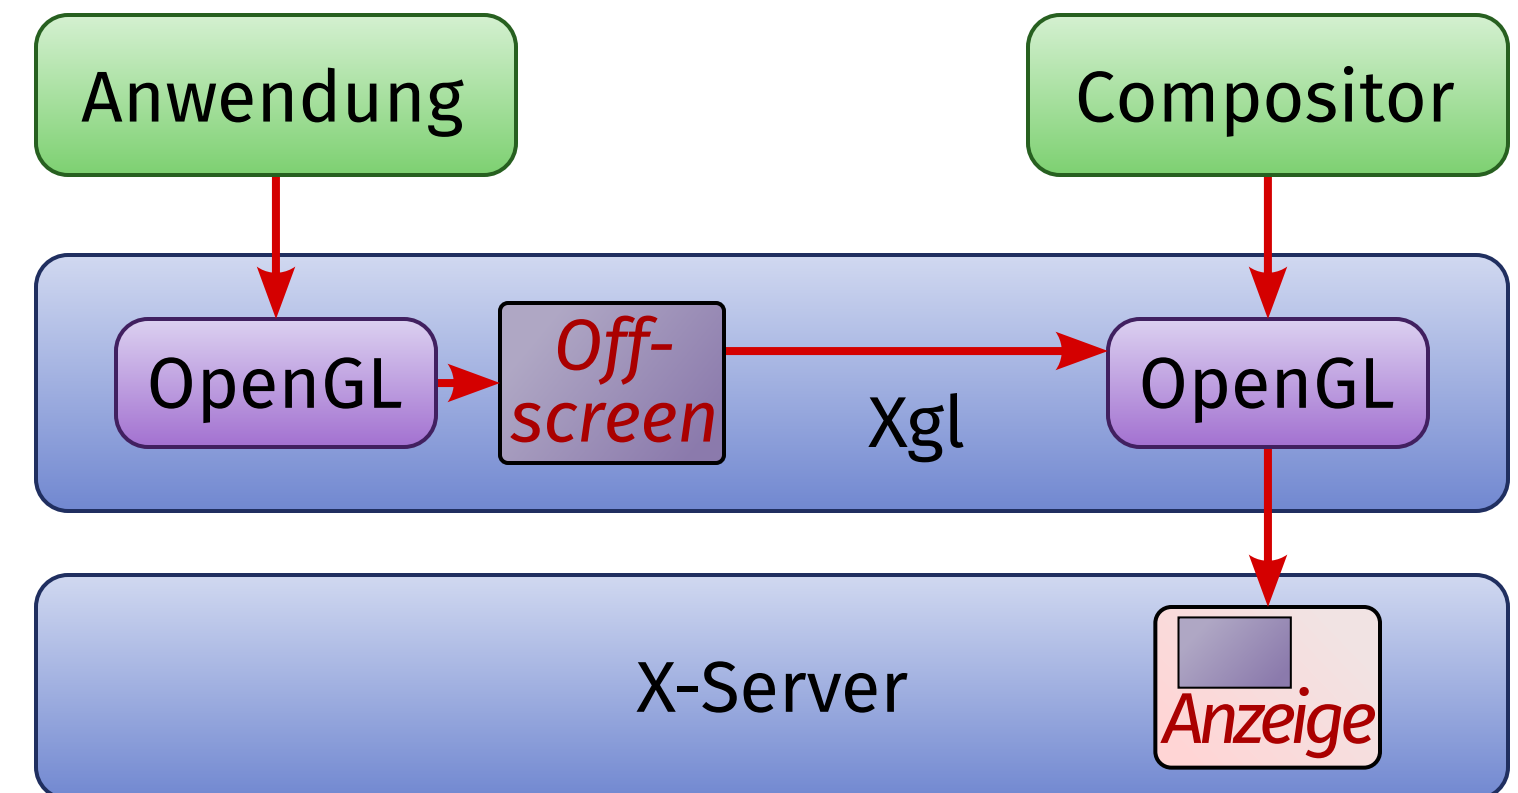 Anwendung
Compositor
OpenGL
Off-
screen
Xgl
OpenGL
X-Server
Anzeige